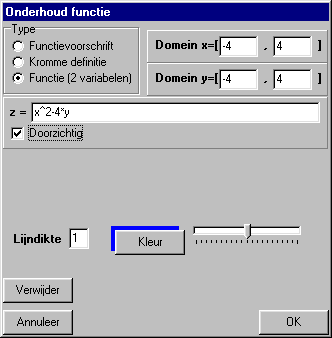 Onderhoud functie
Type
Functievoorschrift
Kromme definitie
Functie (2 variabelen)
Domein x=[ -4 , 4 ]
Domein y=[ -4 , 4 ]
z = x^2-4*y
Doorzichtig
Lijndikte 1 Kleur
Verwijder
Annuleer OK